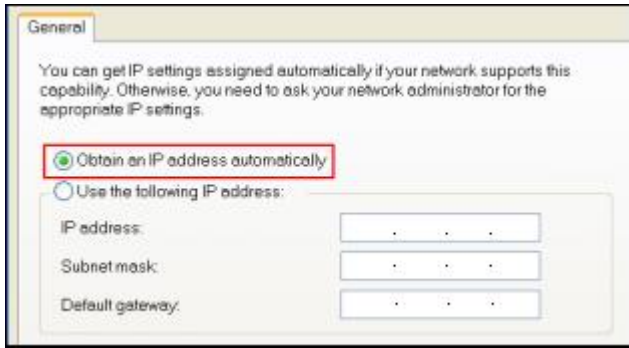 General
You can get IP settings assigned automatically if your network supports this
capability. Otherwise, you need to ask your network administrator for the
appropriate IP settings.
Obtain an IP address automatically
Use the following IP address:
IP address:
Subnet mask:
Default gateway: